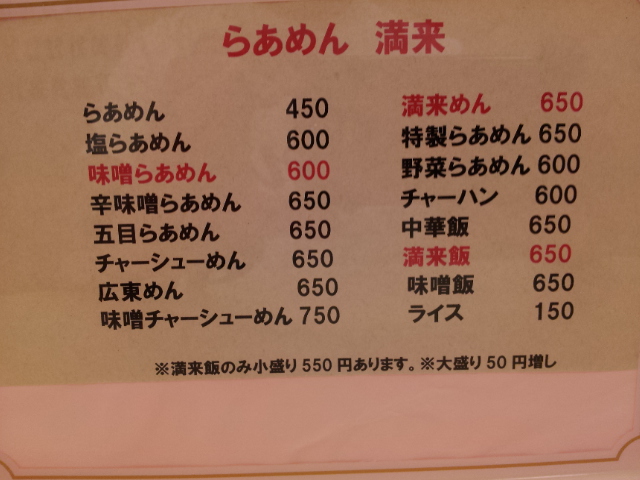 らあめん 満来
らあめん 450
塩らあめん 600
味噌らあめん 600
辛味噌らあめん 650
五目らあめん 650
チャーシューめん 650
広東めん 650
味噌チャーシューめん 750
満来めん 650
特製らあめん 650
野菜らあめん 600
チャーハン 600
中華飯 650
満来飯 650
味噌飯 650
ライス 150
※満来飯のみ小盛り550円あります。※大盛り50円増し